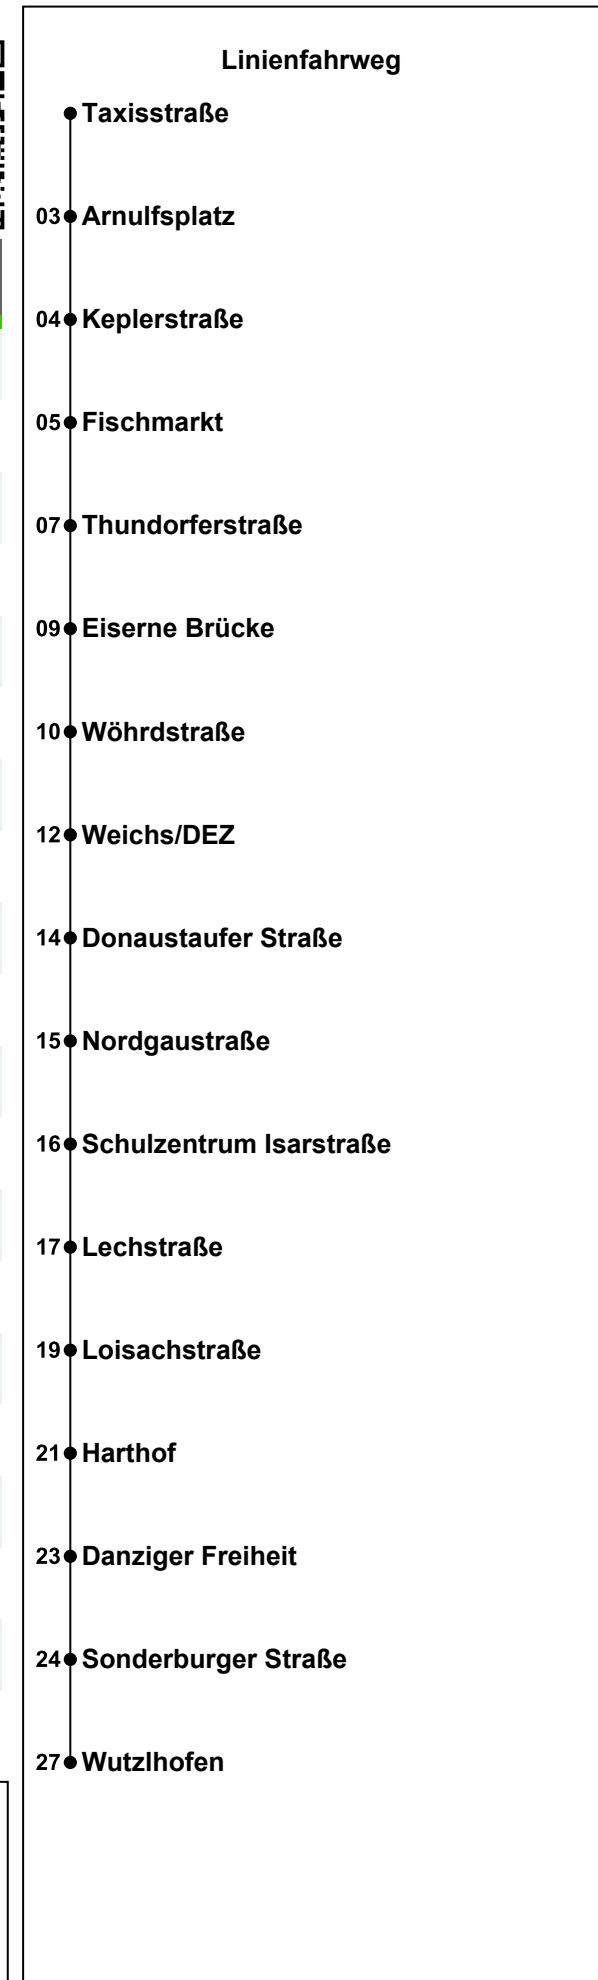 Linienfahrweg
Taxisstraße
03 Arnulfsplatz
04 Keplerstraße
05 Fischmarkt
07 Thundorferstraße
09 Eiserne Brücke
10 Wöhrdstraße
12 Weichs/DEZ
14 Donaustaufer Straße
15 Nordgaustraße
16 Schulzentrum Isarstraße
17 Lechstraße
19 Loisachstraße
21 Harthof
23 Danziger Freiheit
24 Sonderburger Straße
27 Wutzlhofen